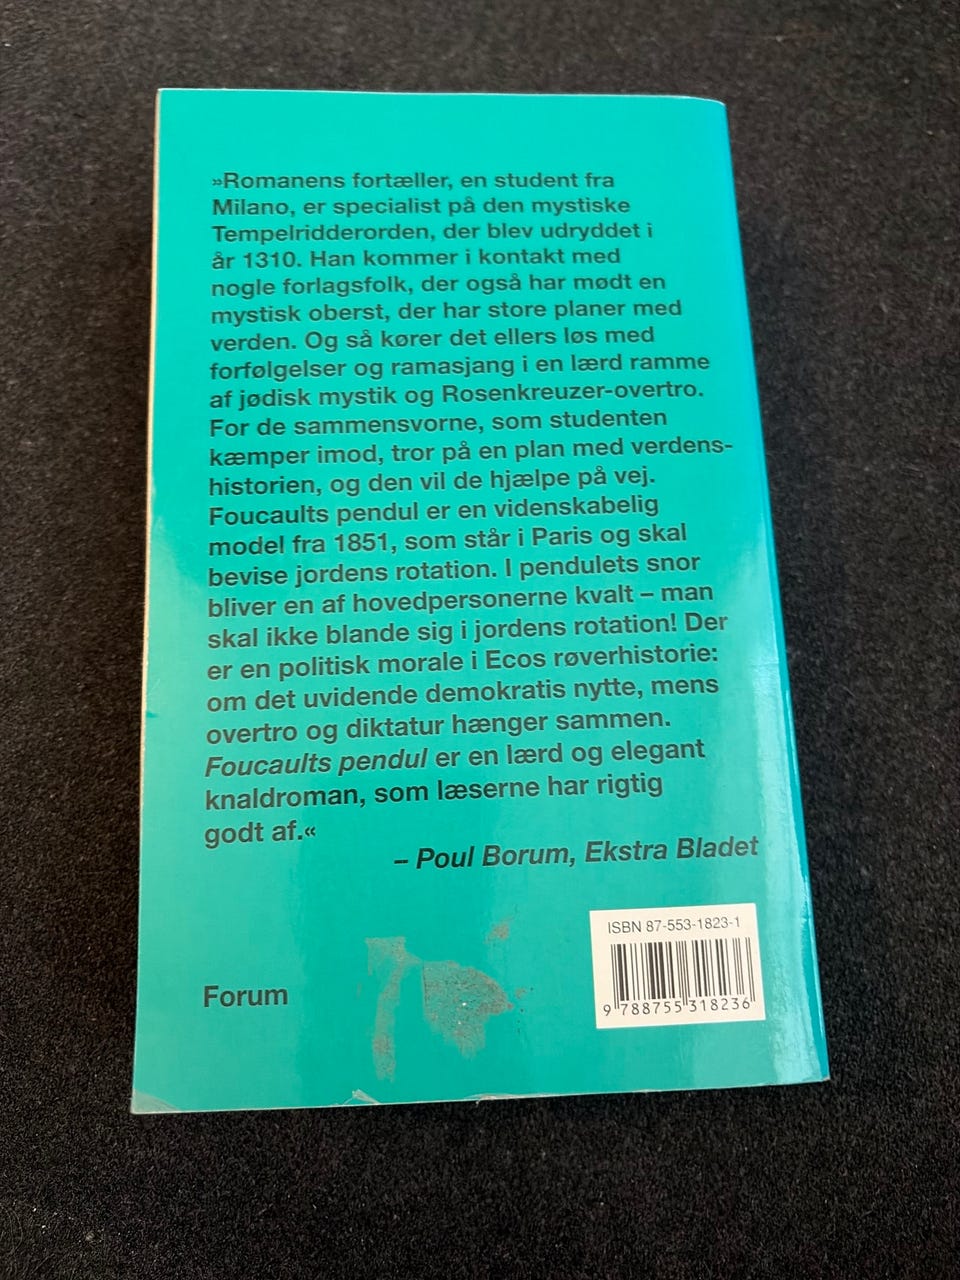 »Romanens fortæller, en student fra
Milano, er specialist på den mystiske
Tempelridderorden, der blev udryddet i
år 1310. Han kommer i kontakt med
nogle forlagsfolk, der også har mødt en
mystisk oberst, der har store planer med
verden. Og så kører det ellers løs med
forfølgelser og ramasjang i en lærd ramme
af jødisk mystik og Rosenkreuzer-overtro.
For de sammensvorne, som studenten
kæmper imod, tror på en plan med verdens-
historien, og den vil de hjælpe på vej.
Foucaults pendul er en videnskabelig
model fra 1851, som står i Paris og skal
bevise jordens rotation. I pendulets snor
bliver en af hovedpersonerne kvalt – man
skal ikke blande sig i jordens rotation! Der
er en politisk morale i Ecos røverhistorie:
om det uvidende demokratis nytte, mens
overtro og diktatur hænger sammen.
Foucaults pendul er en lærd og elegant
knaldroman, som læserne har rigtig
godt af.«
– Poul Borum, Ekstra Bladet
Forum
ISBN 87-553-1823-1
9 788755 318236